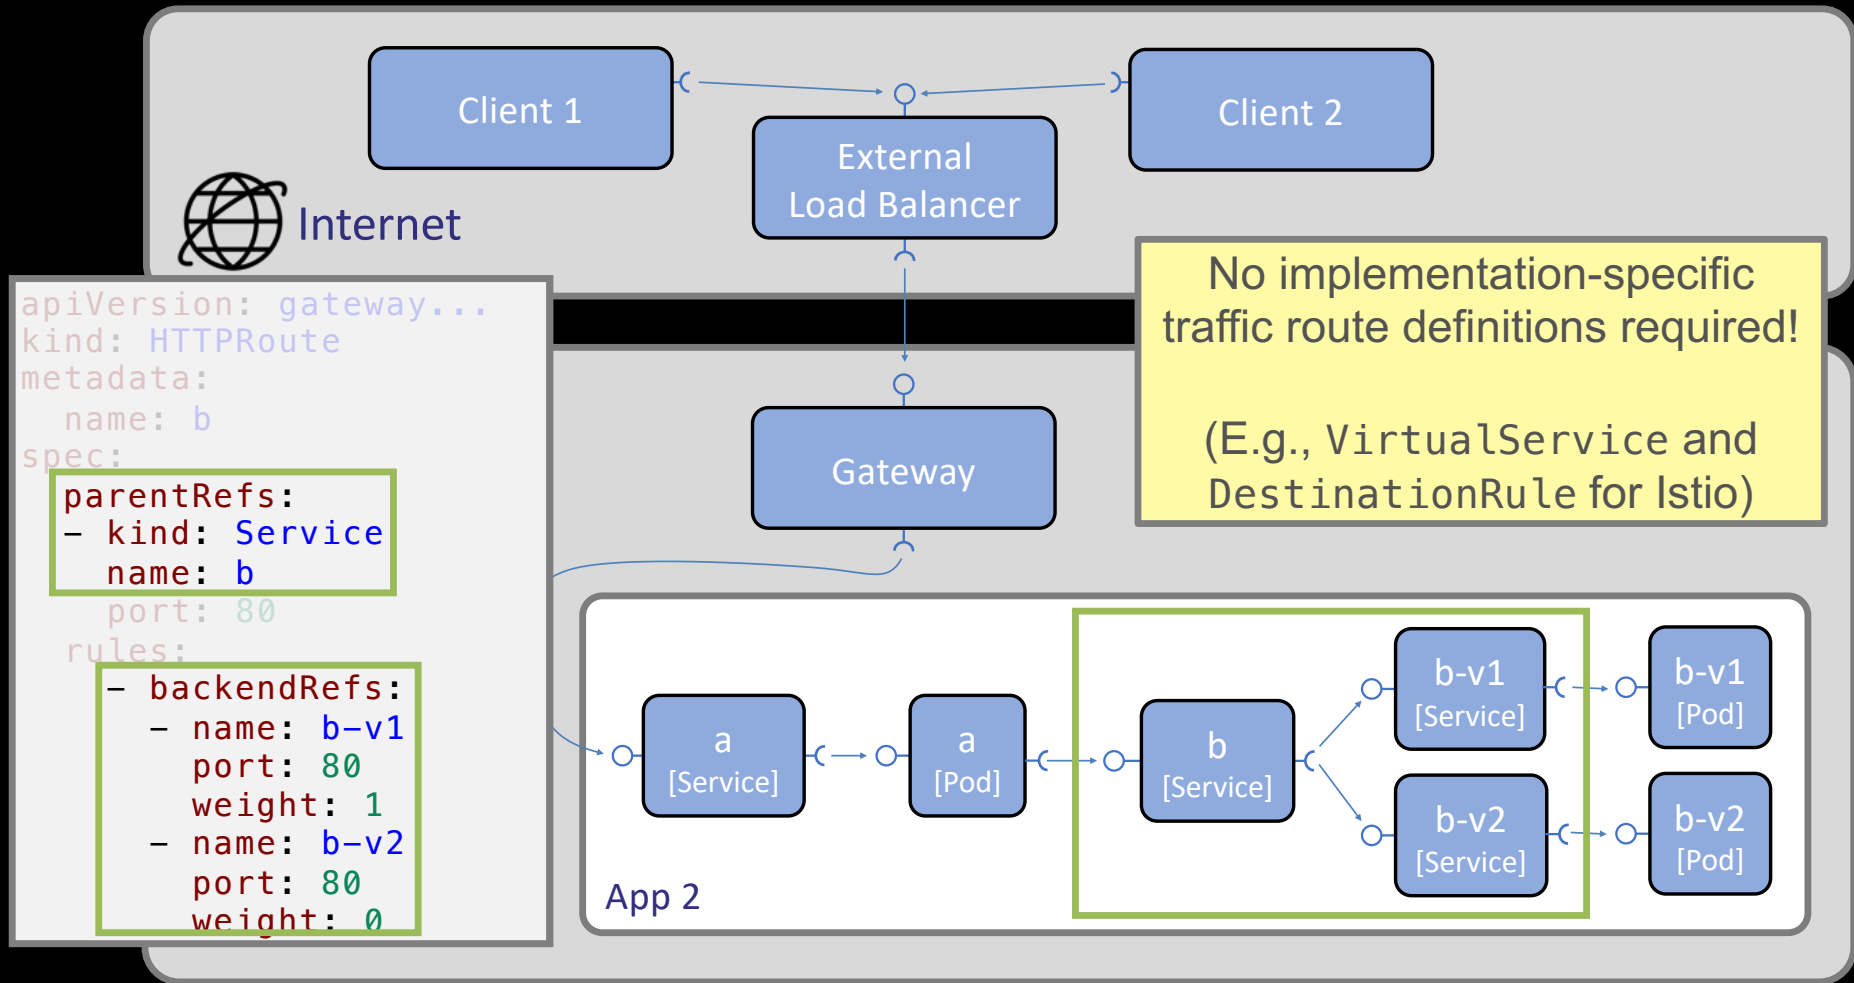 Client 1
Client 2
External
Load Balancer
Internet
No implementation-specific
traffic route definitions required!
(E.g., VirtualService and
DestinationRule for Istio)
apiVersion: gateway...
kind: HTTPRoute
metadata:
  name: b
spec:
  parentRefs:
  - kind: Service
    name: b
    port: 80
  rules:
    - backendRefs:
      - name: b-v1
        port: 80
        weight: 1
      - name: b-v2
        port: 80
        weight: 0
Gateway
a
[Service]
a
[Pod]
b
[Service]
b-v1
[Service]
b-v1
[Pod]
b-v2
[Service]
b-v2
[Pod]
App 2